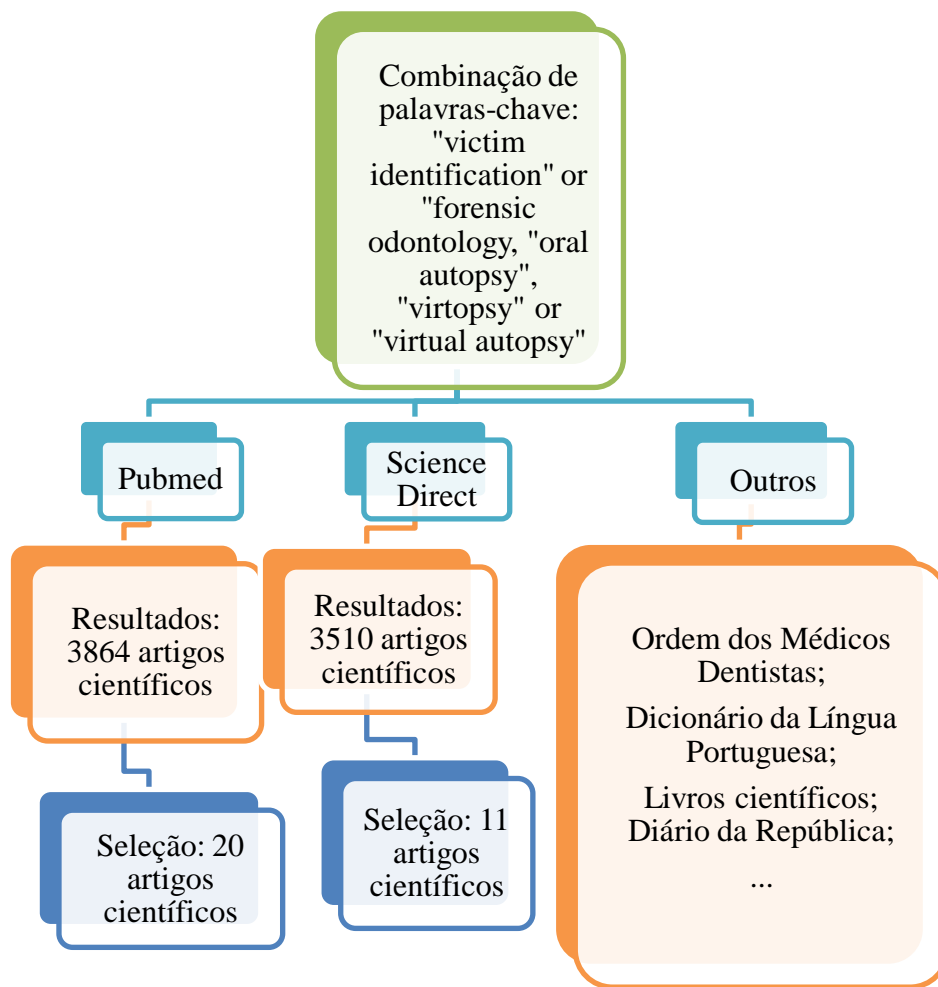 Combinação de
palavras-chave:
"victim
identification" or
"forensic
odontology, "oral
autopsy",
"virtopsy" or
"virtual autopsy"
Pubmed
Science
Direct
Outros
Resultados:
3864 artigos
científicos
Resultados:
3510 artigos
científicos
Ordem dos Médicos
Dentistas;
Dicionário da Língua
Portuguesa;
Livros científicos;
Diário da República;
...
Seleção: 20
artigos
científicos
Seleção: 11
artigos
científicos